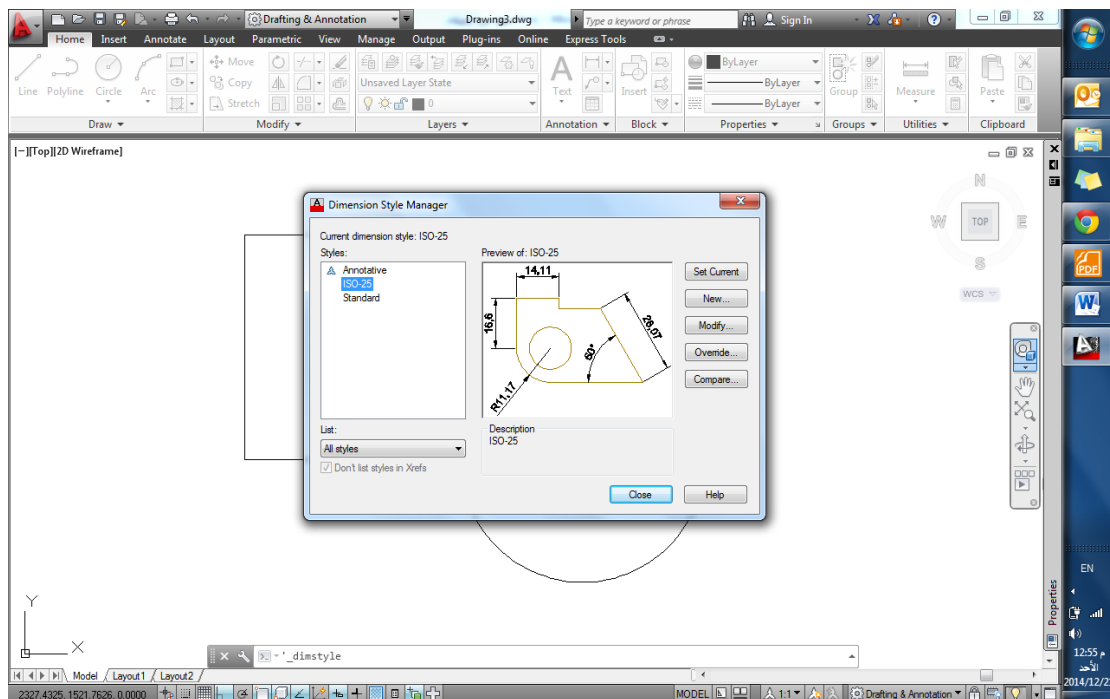 Drafting & Annotation
Drawing3.dwg
Type a keyword or phrase
Sign In
Home Insert Annotate Layout Parametric View Manage Output Plug-ins Online Express Tools
Line Polyline Circle Arc
Move
Copy
Stretch
Unsaved Layer State
0
Text
Insert
ByLayer
ByLayer
ByLayer
Group
Measure
Paste
Draw Modify Layers Annotation Block Properties Groups Utilities Clipboard
[−][Top][2D Wireframe]
N
W TOP E
S
WCS
Dimension Style Manager
Current dimension style: ISO-25
Styles:
Annotative
ISO-25
Standard
Preview of: ISO-25
14,11
16,6
28,07
60°
R11,17
Set Current
New...
Modify...
Override...
Compare...
List:
All styles
Don't list styles in Xrefs
Description
ISO-25
Close Help
Y
X
'_dimstyle
Model Layout1 Layout2
2327.4325, 1521.7626, 0.0000
MODEL
1:1
Drafting & Annotation
Properties
PDF
W
EN
12:55 م
الأحد
2014/12/2